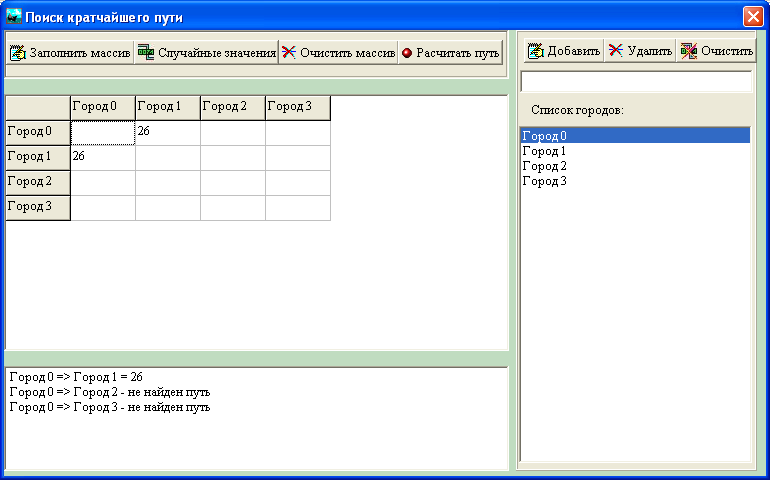 Поиск кратчайшего пути
Заполнить массив Случайные значения Очистить массив Расчитать путь
Добавить Удалить Очистить
Город 0 Город 1 Город 2 Город 3
Город 0 26
Город 1 26
Город 2
Город 3
Список городов:
Город 0
Город 1
Город 2
Город 3
Город 0 => Город 1 = 26
Город 0 => Город 2 - не найден путь
Город 0 => Город 3 - не найден путь